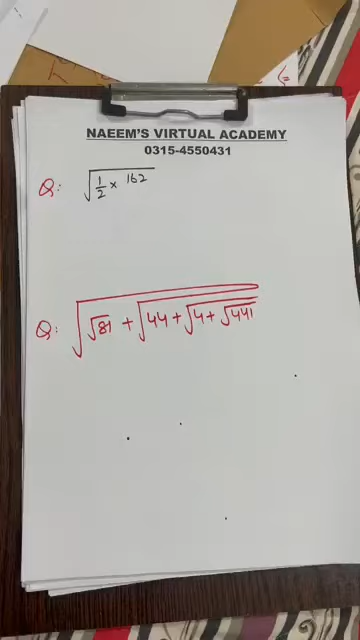 NAEEM'S VIRTUAL ACADEMY
0315-4550431
Q: √(1/2 × 162)
Q: √(√81 + √(44 + √(4 + √441)))